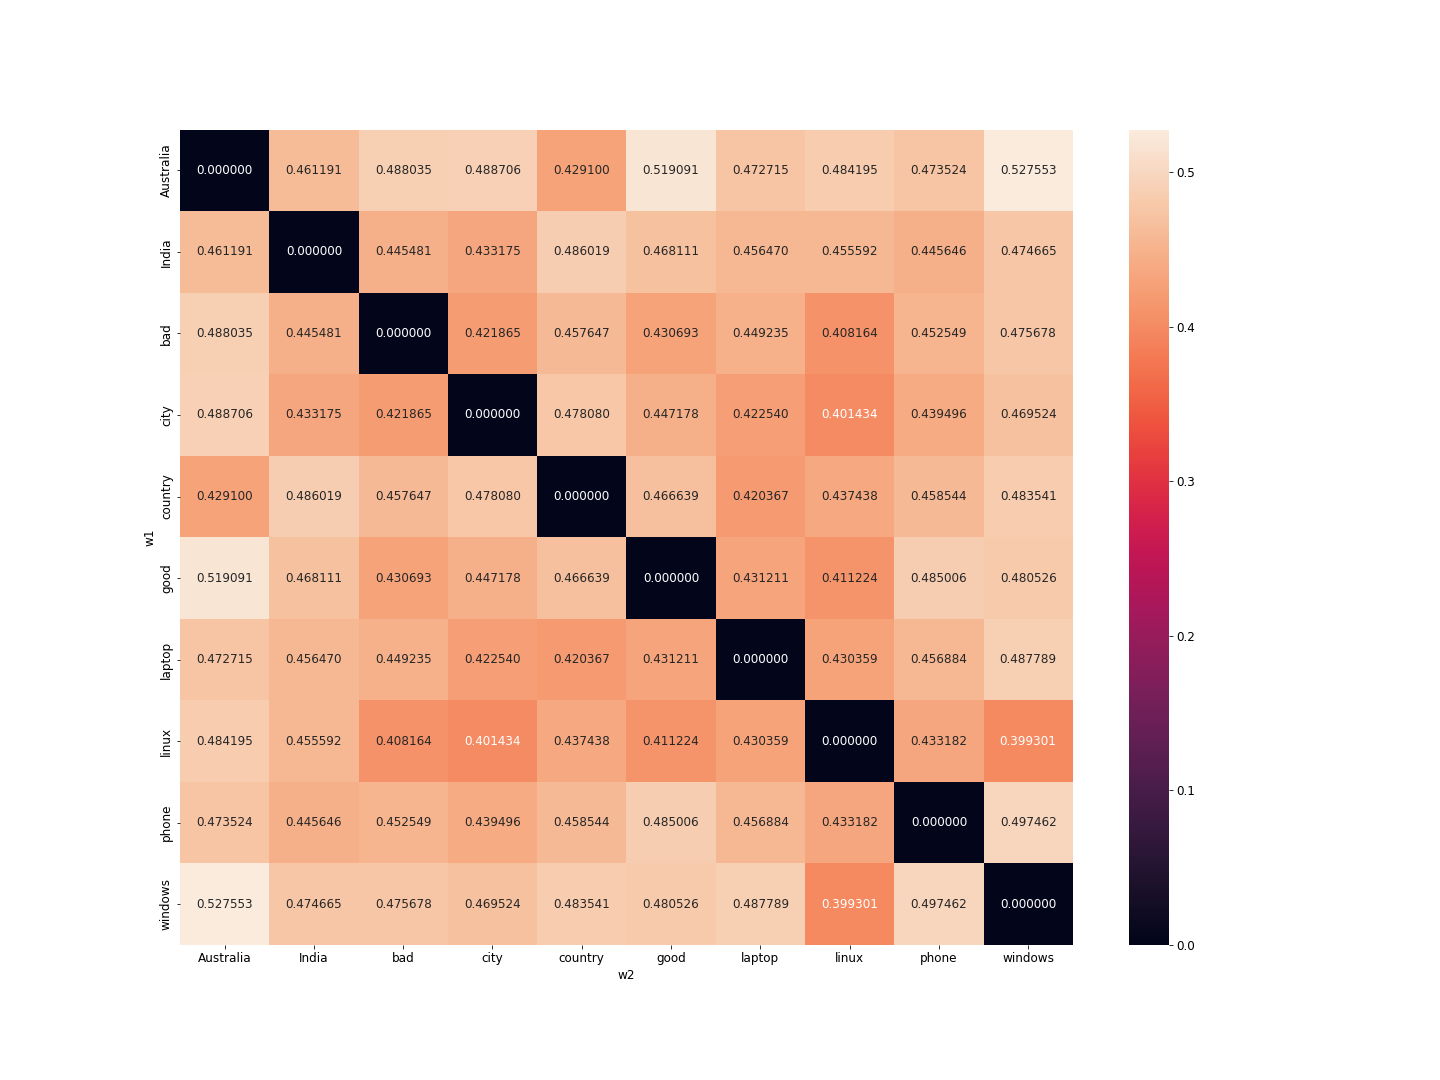 Australia 0.000000 0.461191 0.488035 0.488706 0.429100 0.519091 0.472715 0.484195 0.473524 0.527553
India 0.461191 0.000000 0.445481 0.433175 0.486019 0.468111 0.456470 0.455592 0.445646 0.474665
bad 0.488035 0.445481 0.000000 0.421865 0.457647 0.430693 0.449235 0.408164 0.452549 0.475678
city 0.488706 0.433175 0.421865 0.000000 0.478080 0.447178 0.422540 0.401434 0.439496 0.469524
country 0.429100 0.486019 0.457647 0.478080 0.000000 0.466639 0.420367 0.437438 0.458544 0.483541
w1
good 0.519091 0.468111 0.430693 0.447178 0.466639 0.000000 0.431211 0.411224 0.485006 0.480526
laptop 0.472715 0.456470 0.449235 0.422540 0.420367 0.431211 0.000000 0.430359 0.456884 0.487789
linux 0.484195 0.455592 0.408164 0.401434 0.437438 0.411224 0.430359 0.000000 0.433182 0.399301
phone 0.473524 0.445646 0.452549 0.439496 0.458544 0.485006 0.456884 0.433182 0.000000 0.497462
windows 0.527553 0.474665 0.475678 0.469524 0.483541 0.480526 0.487789 0.399301 0.497462 0.000000
Australia India bad city country good laptop linux phone windows
w2
0.5
0.4
0.3
0.2
0.1
0.0